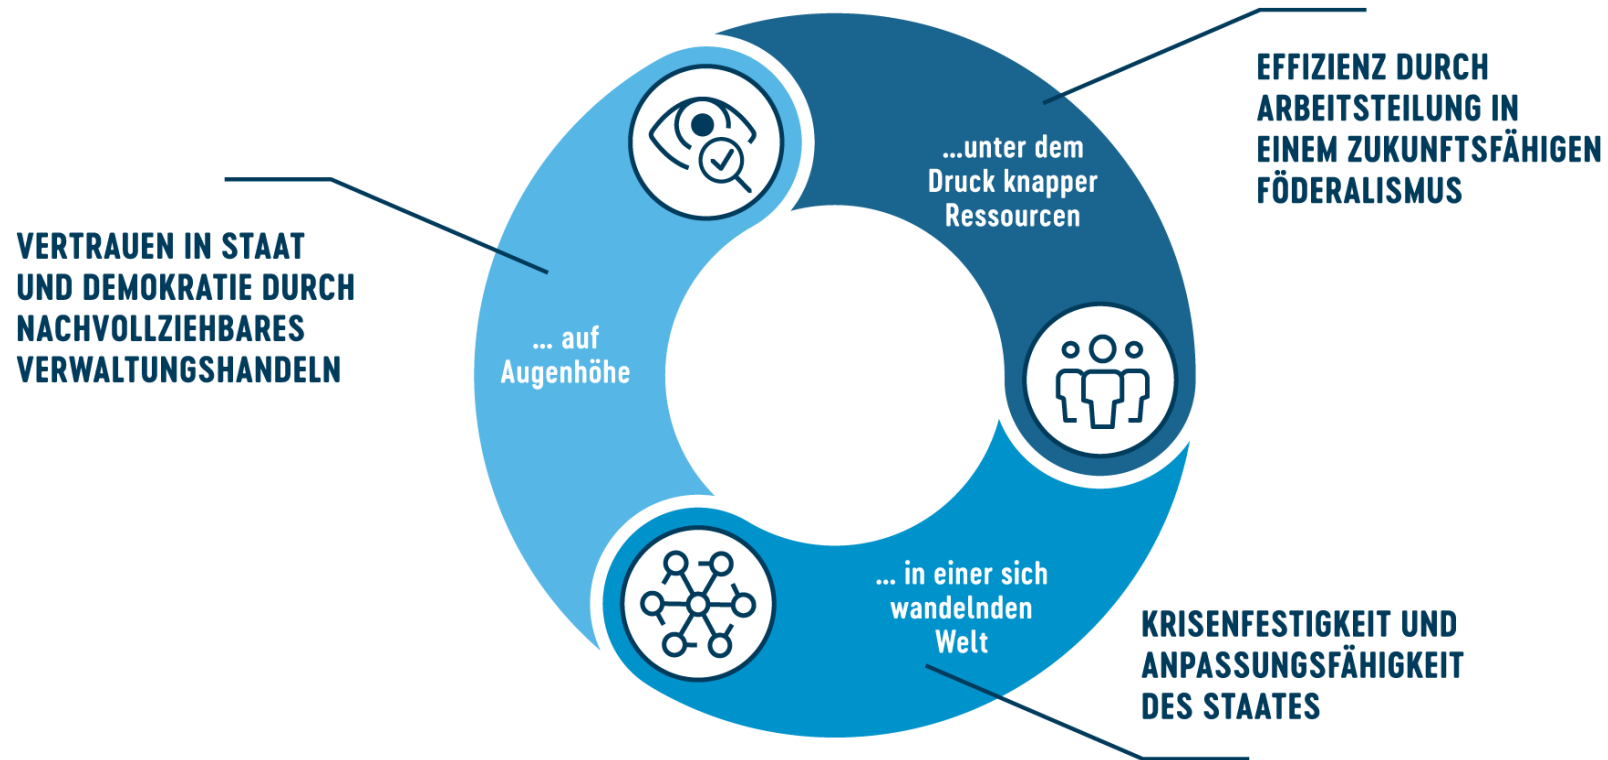 EFFIZIENZ DURCH
ARBEITSTEILUNG IN
EINEM ZUKUNFTSFÄHIGEN
FÖDERALISMUS
...unter dem
Druck knapper
Ressourcen
VERTRAUEN IN STAAT
UND DEMOKRATIE DURCH
NACHVOLLZIEHBARES
VERWALTUNGSHANDELN
... auf
Augenhöhe
... in einer sich
wandelnden
Welt
KRISENFESTIGKEIT UND
ANPASSUNGSFÄHIGKEIT
DES STAATES